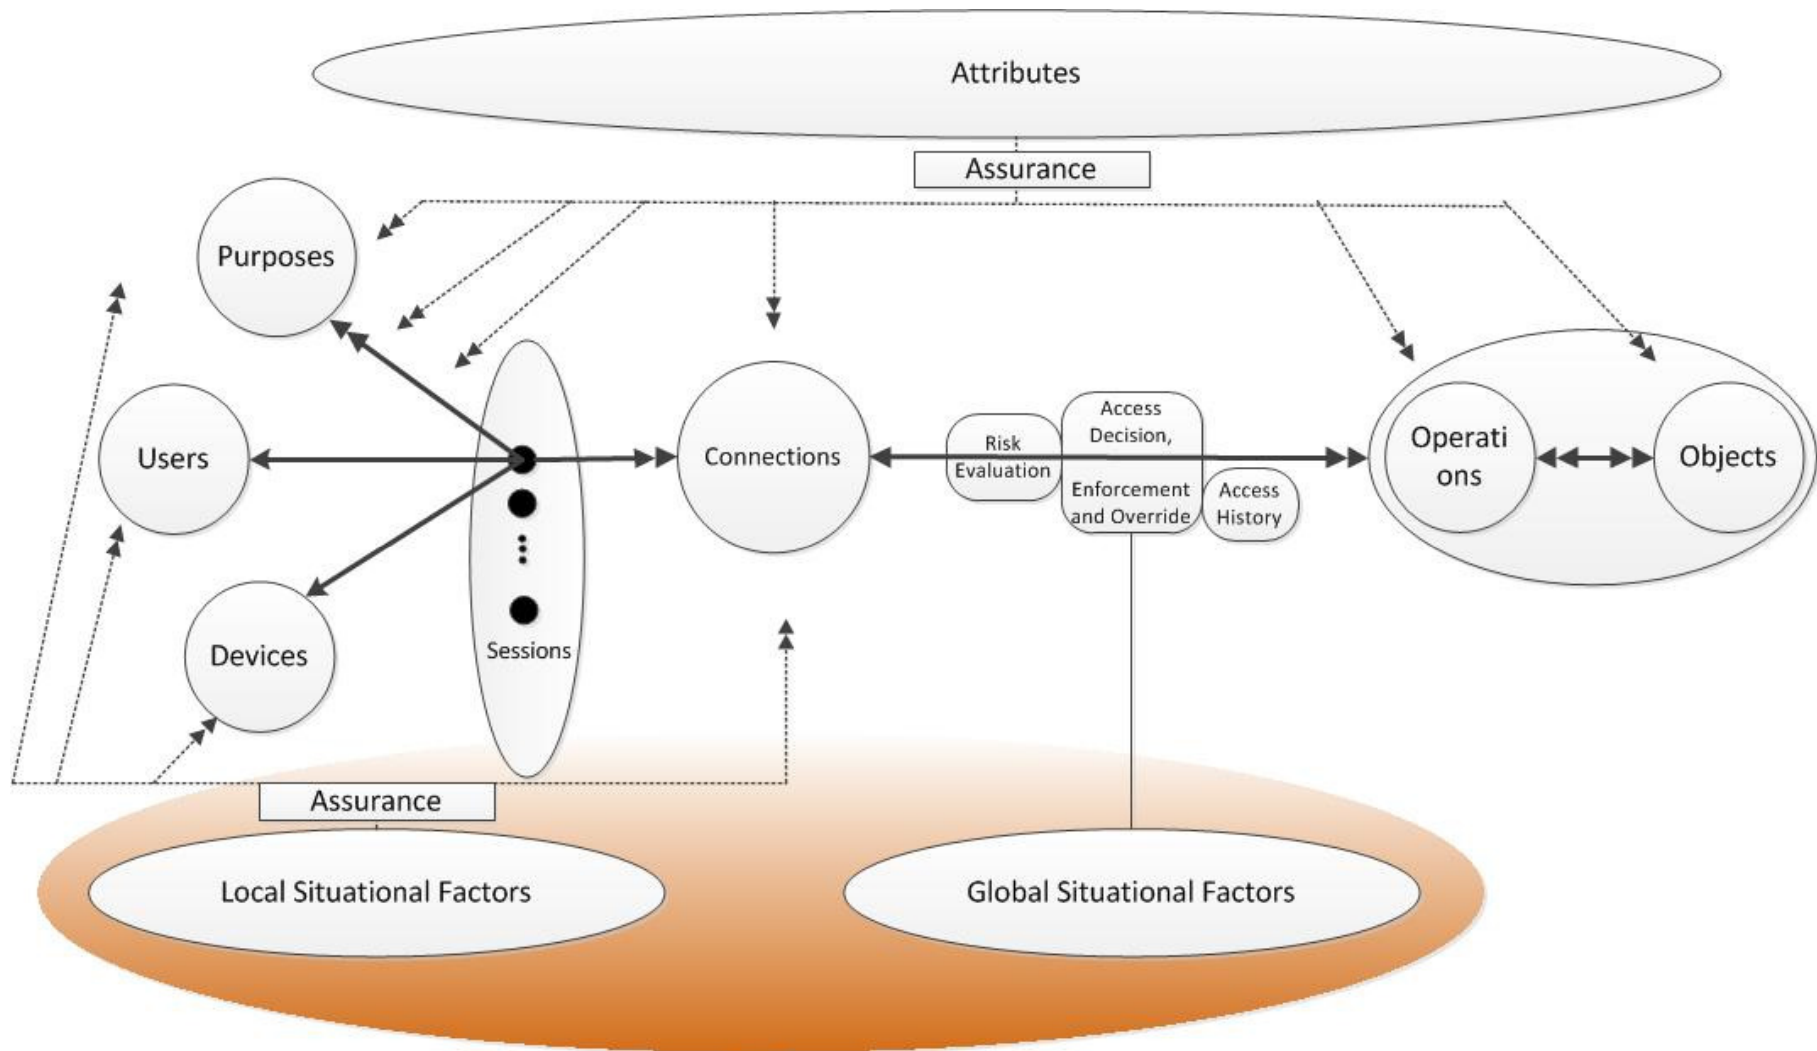 Attributes
Assurance
Purposes
Users
Devices
Sessions
Connections
Risk
Evaluation
Access
Decision,
Enforcement
and Override
Access
History
Operati
ons
Objects
Assurance
Local Situational Factors
Global Situational Factors